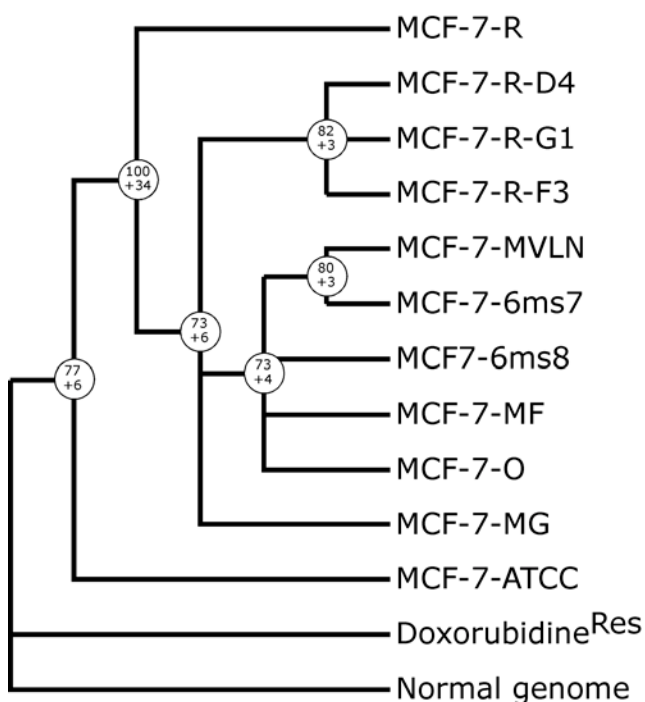 MCF-7-R
MCF-7-R-D4
82
+3
MCF-7-R-G1
100
+34
MCF-7-R-F3
MCF-7-MVLN
80
+3
MCF-7-6ms7
73
+6
MCF7-6ms8
73
+4
77
+6
MCF-7-MF
MCF-7-O
MCF-7-MG
MCF-7-ATCC
Doxorubidine^Res
Normal genome